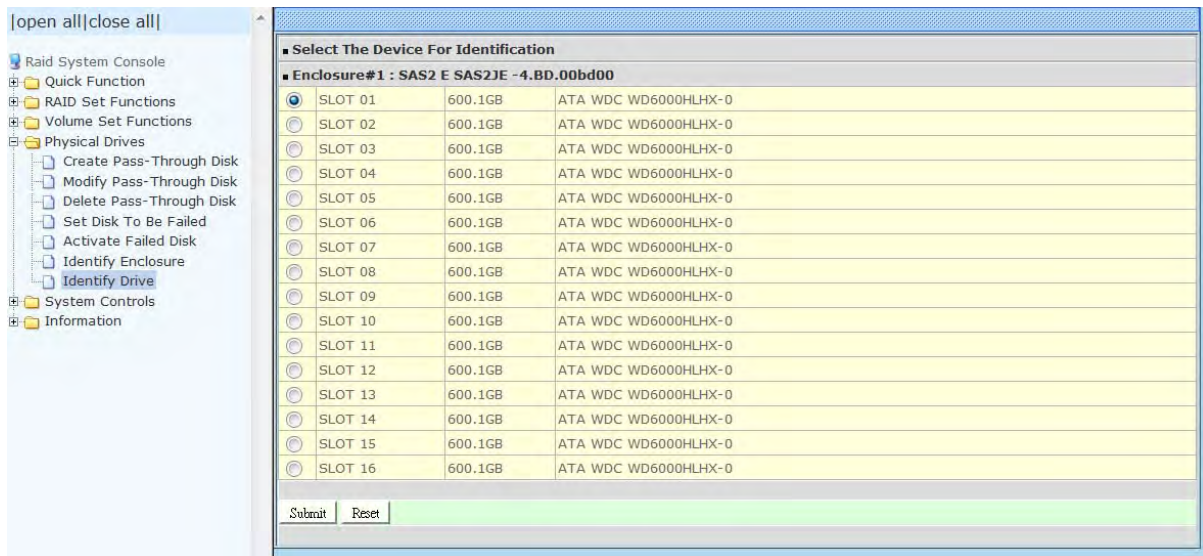 |open all|close all|
Raid System Console
Quick Function
RAID Set Functions
Volume Set Functions
Physical Drives
Create Pass-Through Disk
Modify Pass-Through Disk
Delete Pass-Through Disk
Set Disk To Be Failed
Activate Failed Disk
Identify Enclosure
Identify Drive
System Controls
Information
Select The Device For Identification
Enclosure#1 : SAS2 E SAS2JE -4.BD.00bd00
SLOT 01 600.1GB ATA WDC WD6000HLHX-0
SLOT 02 600.1GB ATA WDC WD6000HLHX-0
SLOT 03 600.1GB ATA WDC WD6000HLHX-0
SLOT 04 600.1GB ATA WDC WD6000HLHX-0
SLOT 05 600.1GB ATA WDC WD6000HLHX-0
SLOT 06 600.1GB ATA WDC WD6000HLHX-0
SLOT 07 600.1GB ATA WDC WD6000HLHX-0
SLOT 08 600.1GB ATA WDC WD6000HLHX-0
SLOT 09 600.1GB ATA WDC WD6000HLHX-0
SLOT 10 600.1GB ATA WDC WD6000HLHX-0
SLOT 11 600.1GB ATA WDC WD6000HLHX-0
SLOT 12 600.1GB ATA WDC WD6000HLHX-0
SLOT 13 600.1GB ATA WDC WD6000HLHX-0
SLOT 14 600.1GB ATA WDC WD6000HLHX-0
SLOT 15 600.1GB ATA WDC WD6000HLHX-0
SLOT 16 600.1GB ATA WDC WD6000HLHX-0
Submit Reset